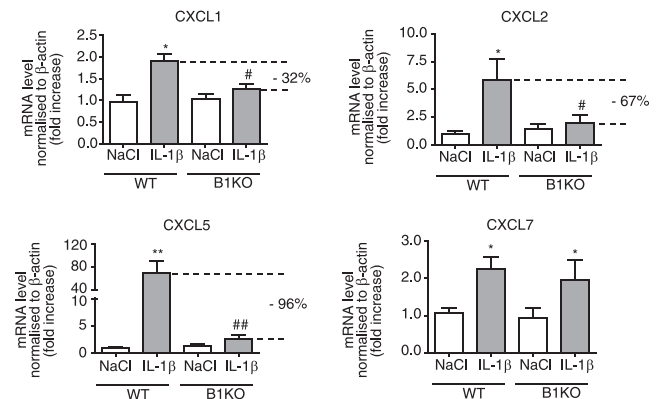 CXCL1
mRNA level
normalised to β-actin
(fold increase)
2.5
2.0
1.5
1.0
0.5
0.0
*
#
- 32%
NaCl IL-1β NaCl IL-1β
WT B1KO
CXCL2
mRNA level
normalised to β-actin
(fold increase)
10.0
7.5
5.0
2.5
0.0
*
#
- 67%
NaCl IL-1β NaCl IL-1β
WT B1KO
CXCL5
mRNA level
normalised to β-actin
(fold increase)
120
80
40
10
5
0
**
##
- 96%
NaCl IL-1β NaCl IL-1β
WT B1KO
CXCL7
mRNA level
normalised to β-actin
(fold increase)
3.0
2.0
1.0
0.0
* *
NaCl IL-1β NaCl IL-1β
WT B1KO